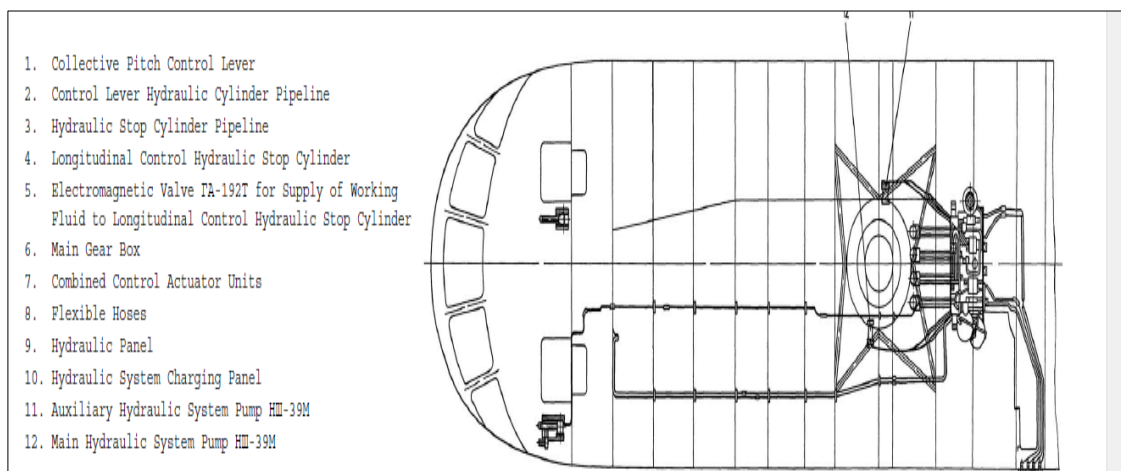 12
11
1. Collective Pitch Control Lever
2. Control Lever Hydraulic Cylinder Pipeline
3. Hydraulic Stop Cylinder Pipeline
4. Longitudinal Control Hydraulic Stop Cylinder
5. Electromagnetic Valve ГА-192Т for Supply of Working
Fluid to Longitudinal Control Hydraulic Stop Cylinder
6. Main Gear Box
7. Combined Control Actuator Units
8. Flexible Hoses
9. Hydraulic Panel
10. Hydraulic System Charging Panel
11. Auxiliary Hydraulic System Pump НШ-39М
12. Main Hydraulic System Pump НШ-39М